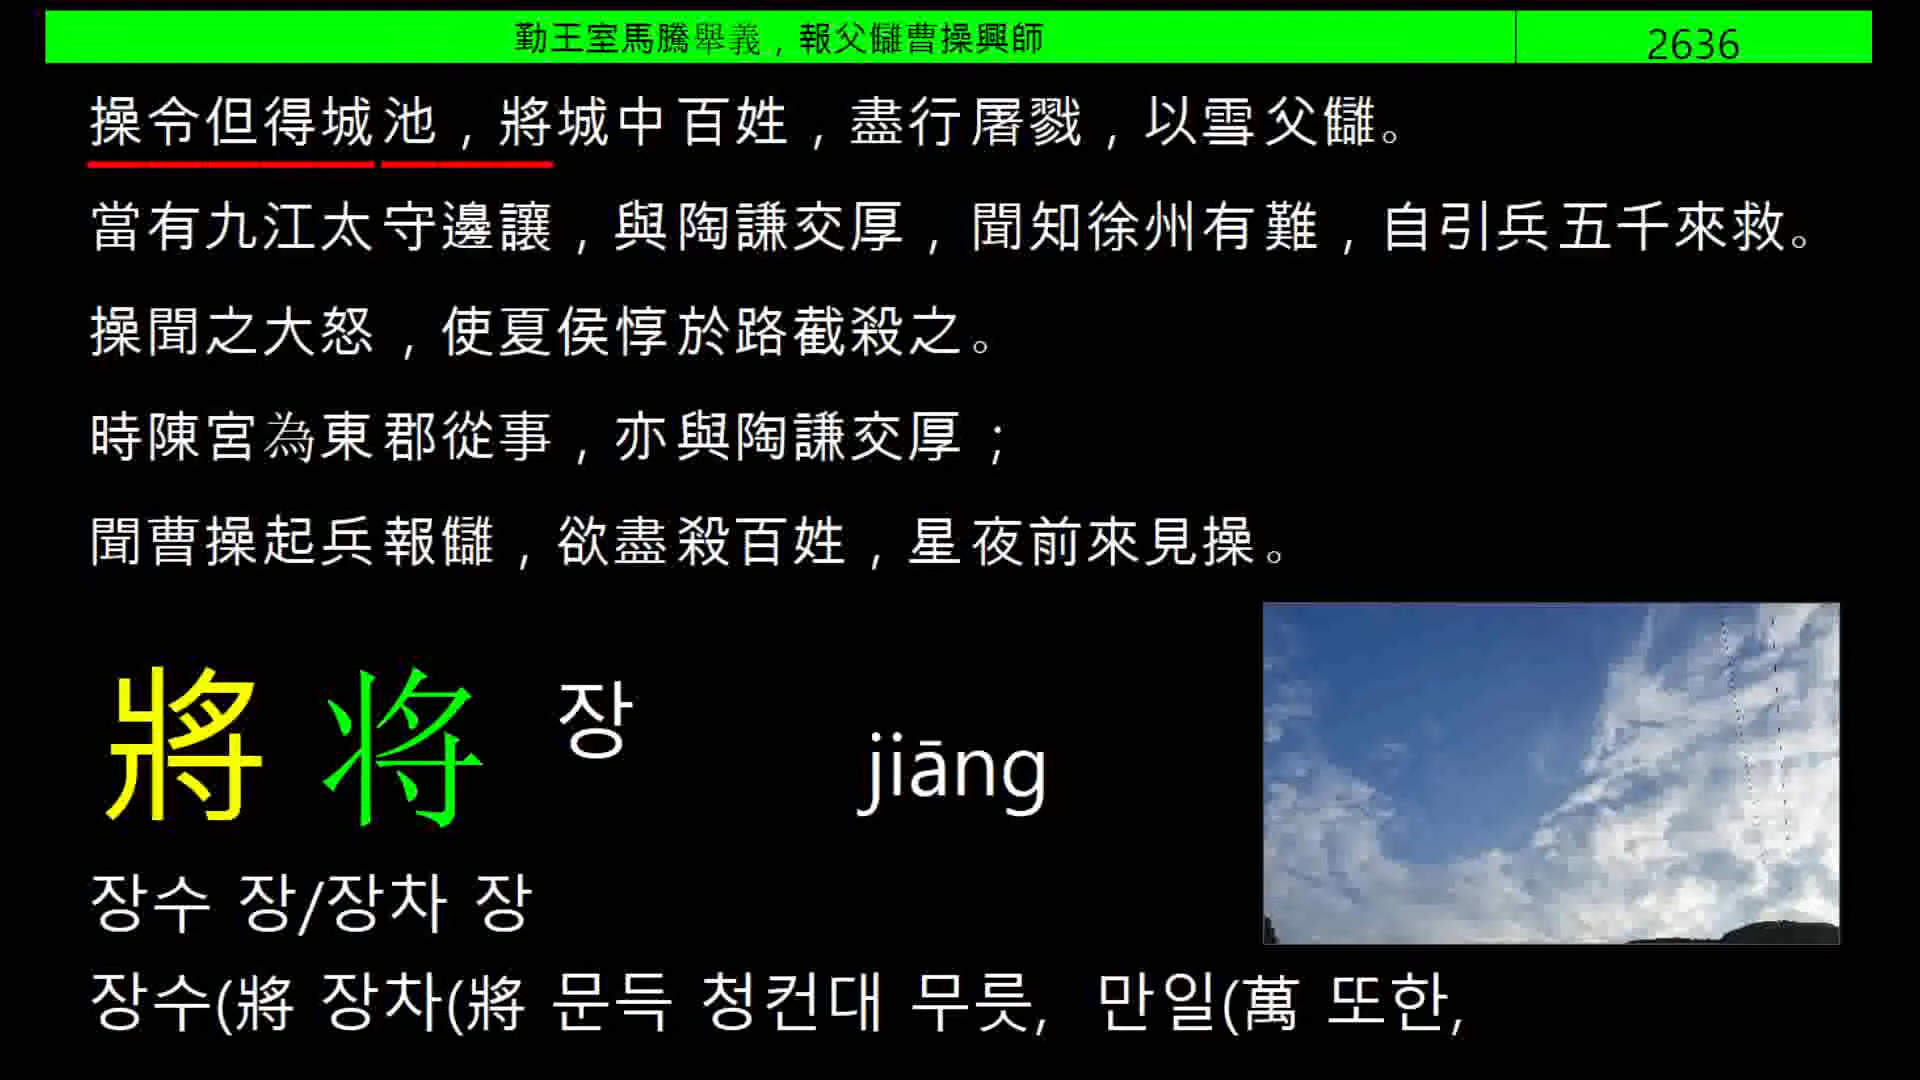 勤王室馬騰舉義，報父讎曹操興師
2636
操令但得城池，將城中百姓，盡行屠戮，以雪父讎。
當有九江太守邊讓，與陶謙交厚，聞知徐州有難，自引兵五千來救。
操聞之大怒，使夏侯惇於路截殺之。
時陳宮為東郡從事，亦與陶謙交厚；
聞曹操起兵報讎，欲盡殺百姓，星夜前來見操。
將 将 장 jiāng
장수 장/장차 장
장수(將 장차(將 문득 청컨대 무릇, 만일(萬 또한,